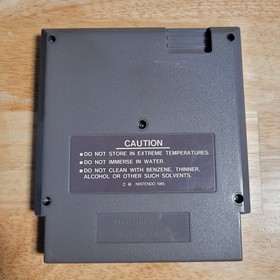 CAUTION
• DO NOT STORE IN EXTREME TEMPERATURES.
• DO NOT IMMERSE IN WATER.
• DO NOT CLEAN WITH BENZENE, THINNER,
ALCOHOL OR OTHER SUCH SOLVENTS.
NINTENDO 1985
Nintendo